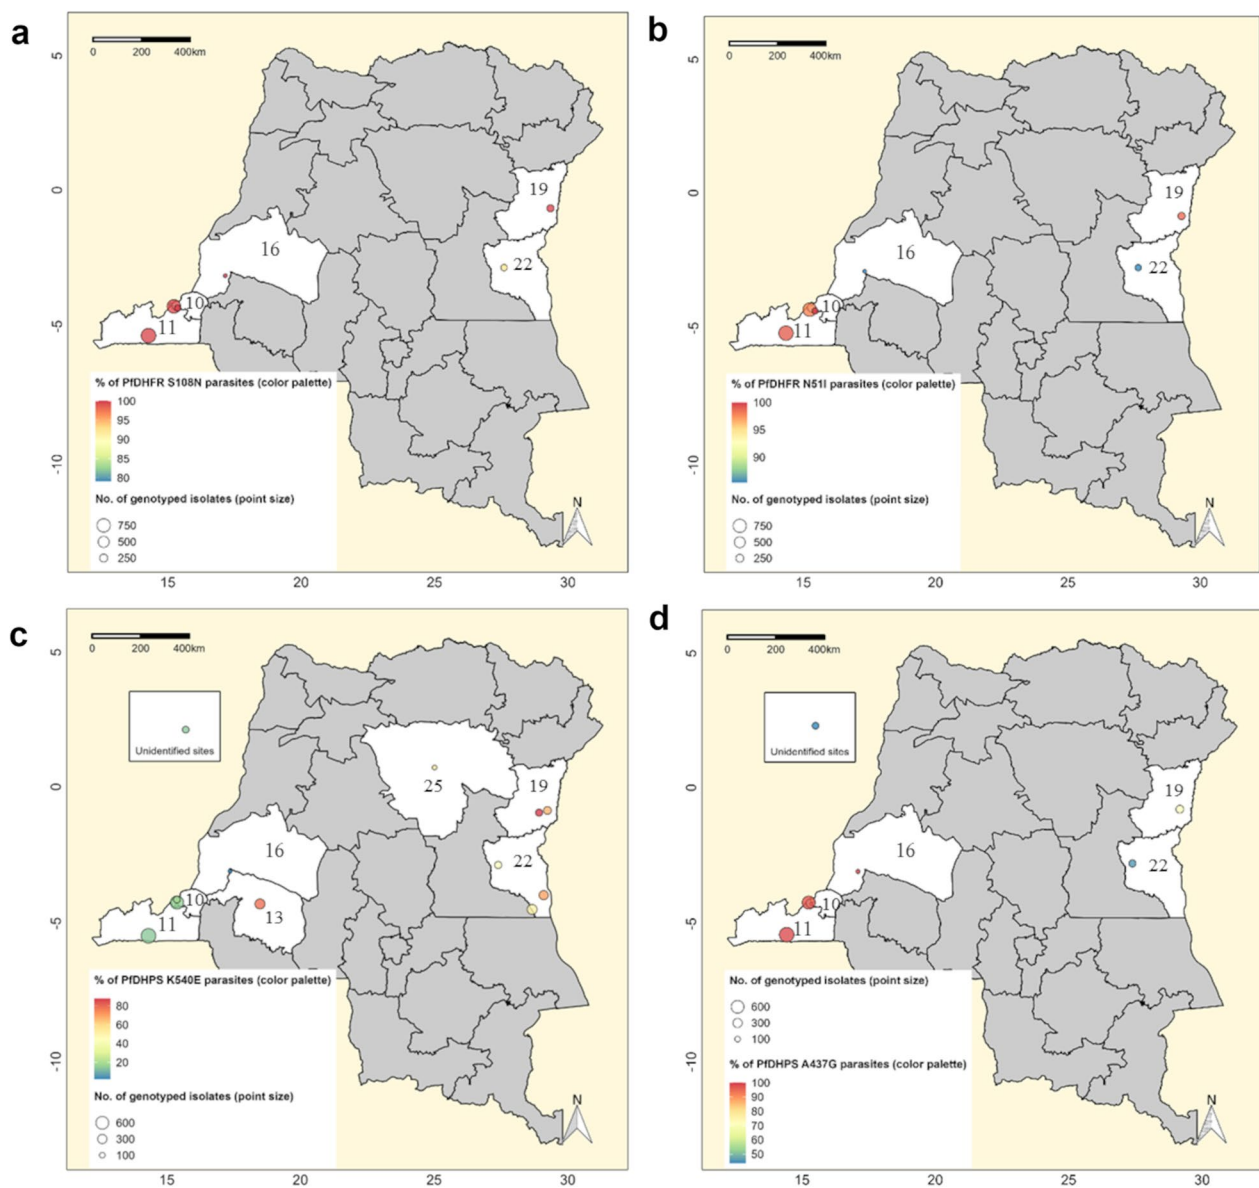 a
0 200 400km
5
0
-5
-10
19
16
22
10
11
% of PfDHFR S108N parasites (color palette)
100
95
90
85
80
No. of genotyped isolates (point size)
750
500
250
N
15 20 25 30
b
0 200 400km
5
0
-5
-10
19
16
22
10
11
% of PfDHFR N51I parasites (color palette)
100
95
90
No. of genotyped isolates (point size)
750
500
250
N
15 20 25 30
c
0 200 400km
5
0
-5
-10
Unidentified sites
25
19
16
22
10
13
11
% of PfDHPS K540E parasites (color palette)
80
60
40
20
No. of genotyped isolates (point size)
600
300
100
N
15 20 25 30
d
0 200 400km
5
0
-5
-10
Unidentified sites
19
16
22
10
11
No. of genotyped isolates (point size)
600
300
100
% of PfDHPS A437G parasites (color palette)
100
90
80
70
60
50
N
15 20 25 30